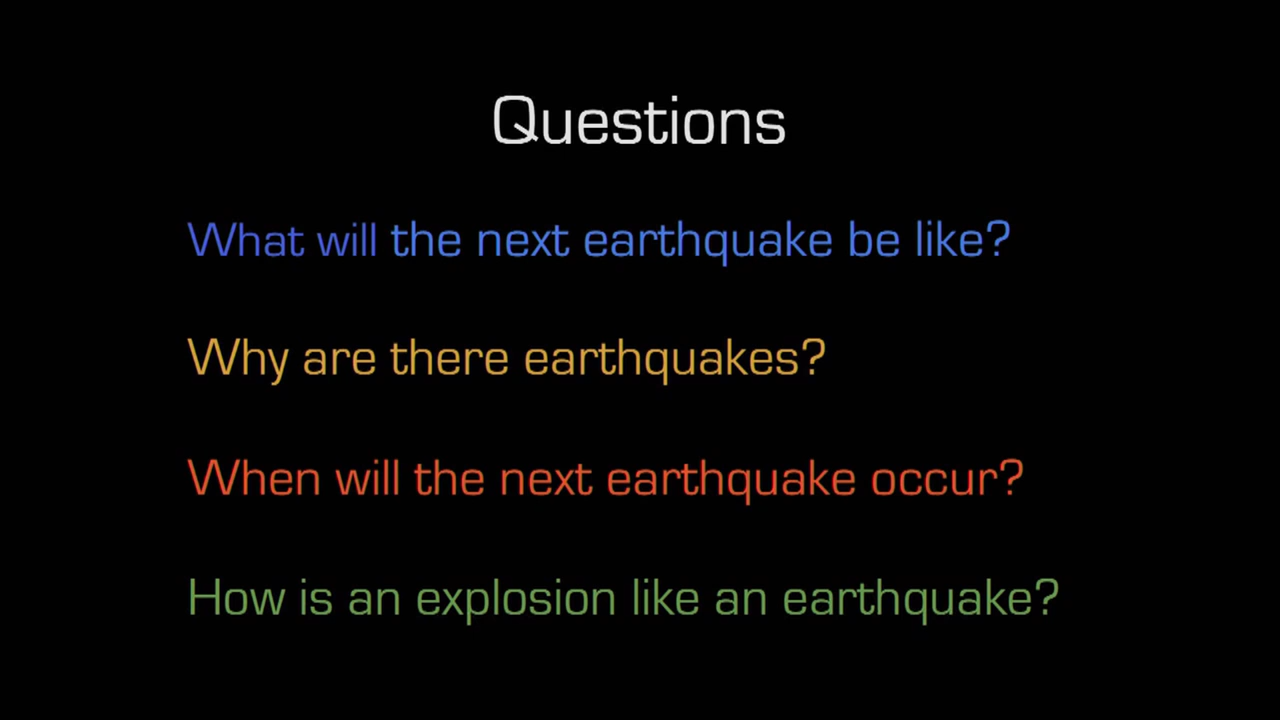 Questions
What will the next earthquake be like?
Why are there earthquakes?
When will the next earthquake occur?
How is an explosion like an earthquake?